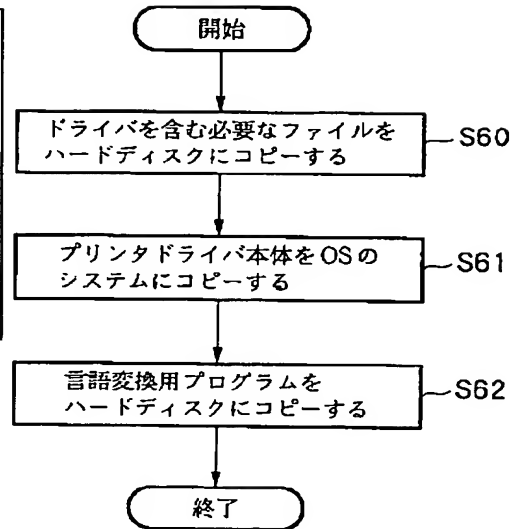 開始
ドライバを含む必要なファイルを
ハードディスクにコピーする
S60
プリンタドライバ本体をOSの
システムにコピーする
S61
言語変換用プログラムを
ハードディスクにコピーする
S62
終了